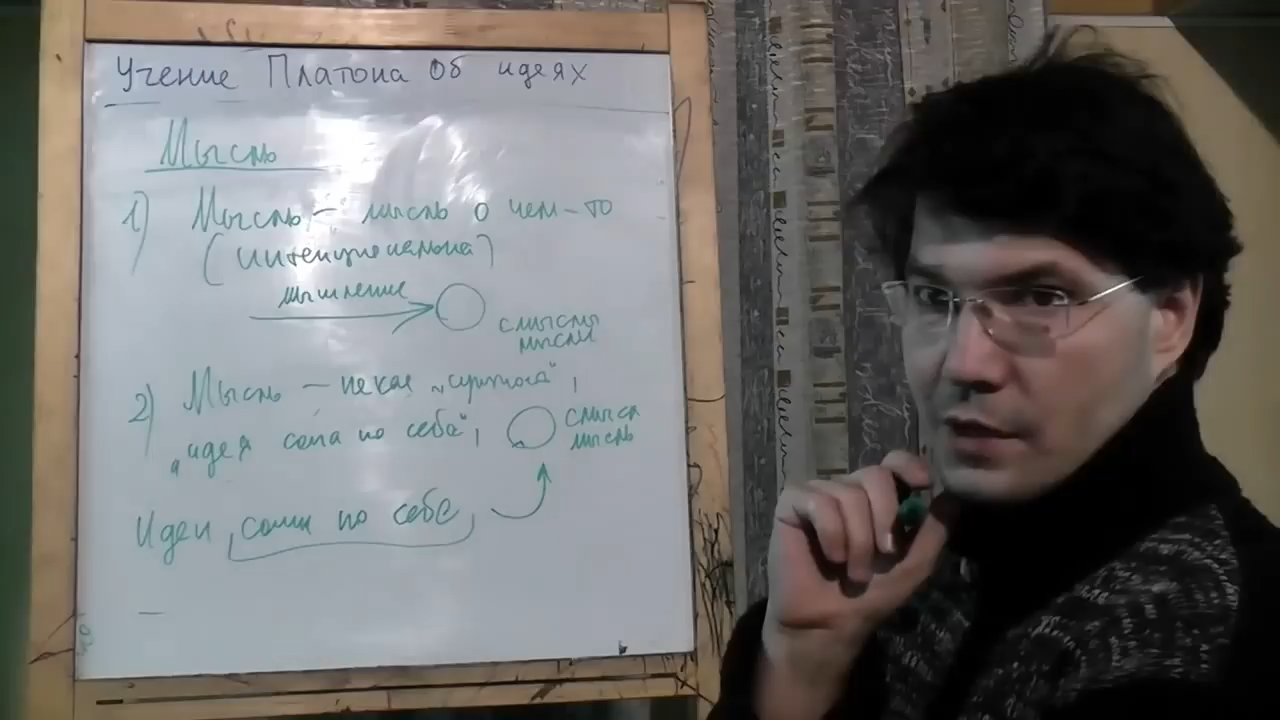 Учение Платона Об идеях
Мысль
1) Мысль – мысль о чем-то
(интенциональна)
мышление
смыслы
мысли
2) Мысль – некая „сущность",
„идея сама по себе",
смысл
мысль
Идеи „сами по себе"